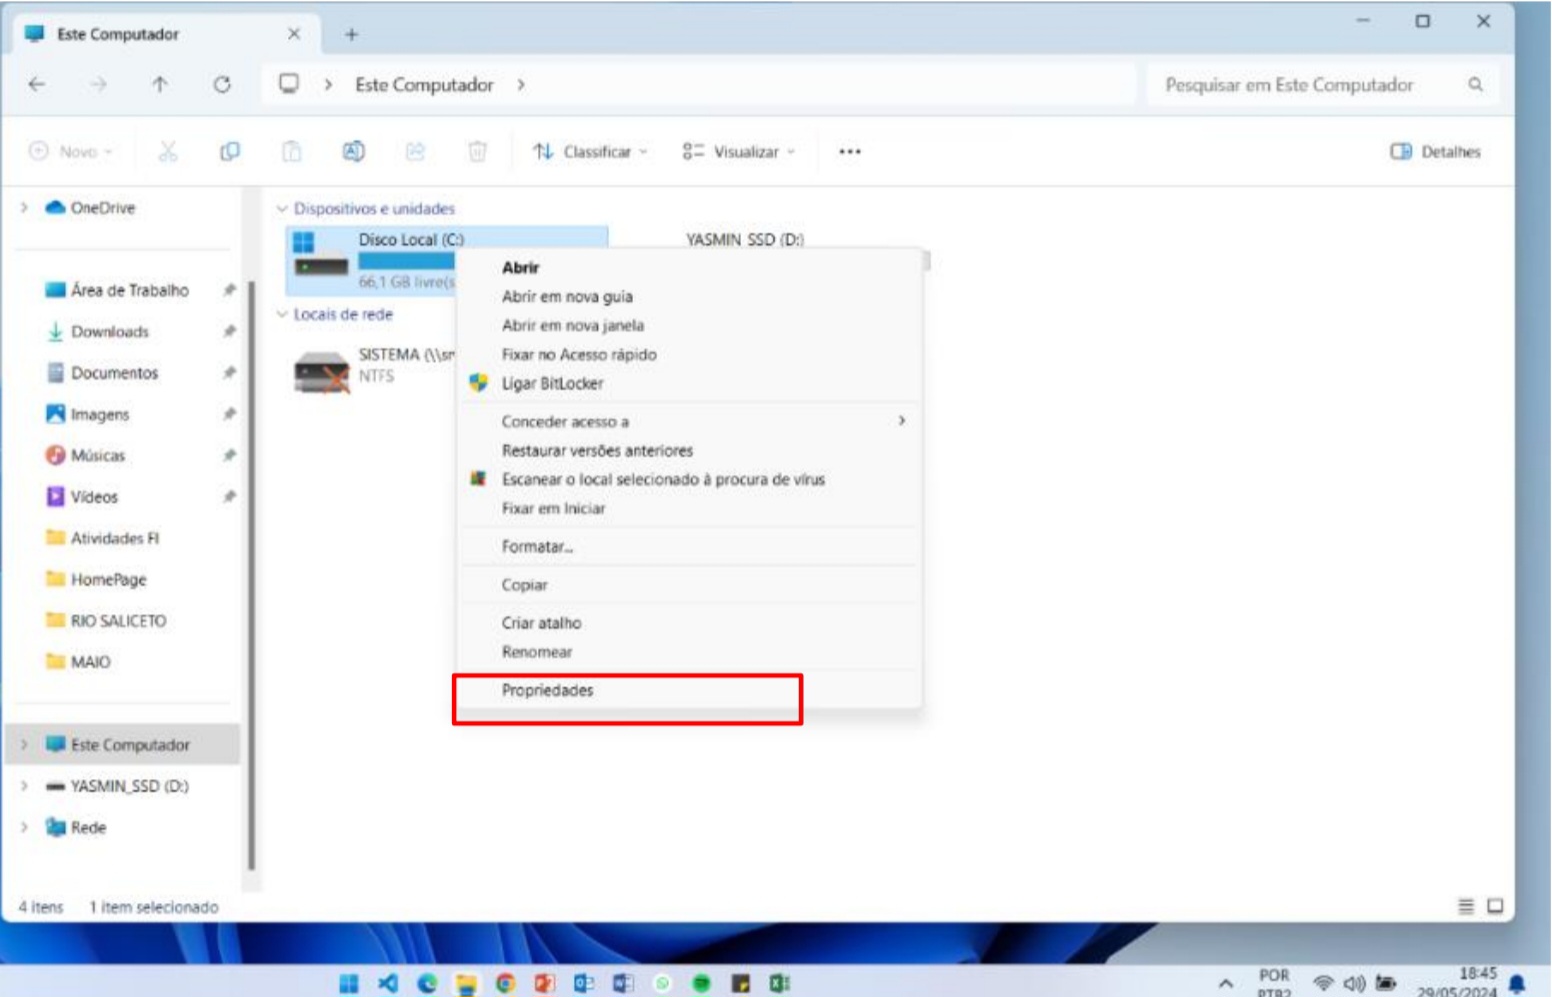 Este Computador
Este Computador
Pesquisar em Este Computador
Novo
Classificar
Visualizar
Detalhes
OneDrive
Área de Trabalho
Downloads
Documentos
Imagens
Músicas
Vídeos
Atividades FI
HomePage
RIO SALICETO
MAIO
Este Computador
YASMIN_SSD (D:)
Rede
Dispositivos e unidades
Disco Local (C:)
66,1 GB livre(s
YASMIN_SSD (D:)
Locais de rede
SISTEMA (\\sr
NTFS
Abrir
Abrir em nova guia
Abrir em nova janela
Fixar no Acesso rápido
Ligar BitLocker
Conceder acesso a
Restaurar versões anteriores
Escanear o local selecionado à procura de vírus
Fixar em Iniciar
Formatar...
Copiar
Criar atalho
Renomear
Propriedades
4 itens 1 item selecionado
POR
PTB2
18:45
29/05/2024